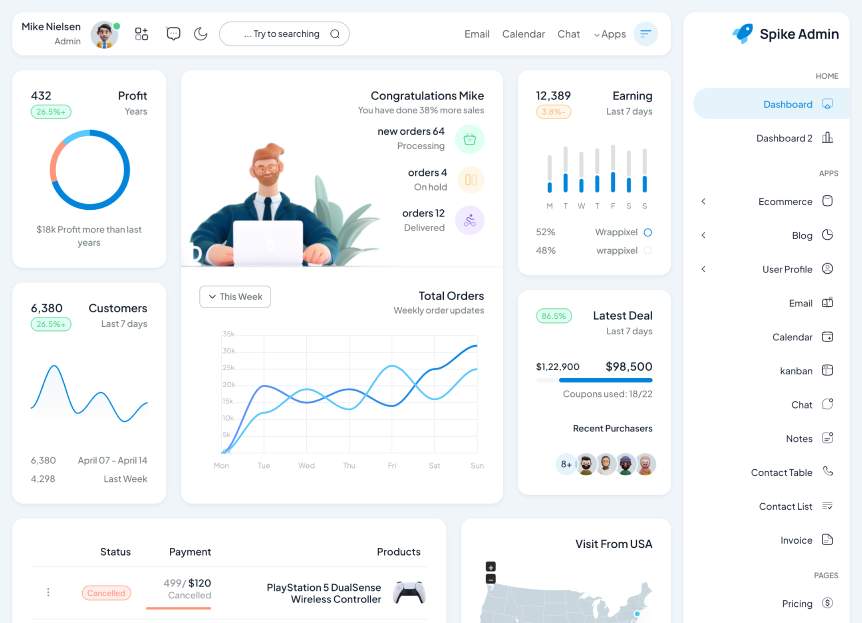 Mike Nielsen
Admin
... Try to searching
Email
Calendar
Chat
Apps
Spike Admin
HOME
Dashboard
Dashboard 2
APPS
Ecommerce
Blog
User Profile
Email
Calendar
kanban
Chat
Notes
Contact Table
Contact List
Invoice
PAGES
Pricing
432
Profit
26.5%+
Years
$18k Profit more than last
years
Congratulations Mike
You have done 38% more sales
new orders 64
Processing
orders 4
On hold
orders 12
Delivered
12,389
Earning
3.8%-
Last 7 days
M T W T F S S
52% Wrappixel
48% wrappixel
6,380
Customers
26.5%+
Last 7 days
6,380 April 07 - April 14
4,298 Last Week
This Week
Total Orders
Weekly order updates
35k
30k
25k
20k
15k
10k
5k
Mon Tue Wed Thu Fri Sat Sun
86.5%
Latest Deal
Last 7 days
$1,22,900
$98,500
Coupons used: 18/22
Recent Purchasers
8+
Status Payment Products
Cancelled
499/ $120
Cancelled
PlayStation 5 DualSense
Wireless Controller
Visit From USA
+
−